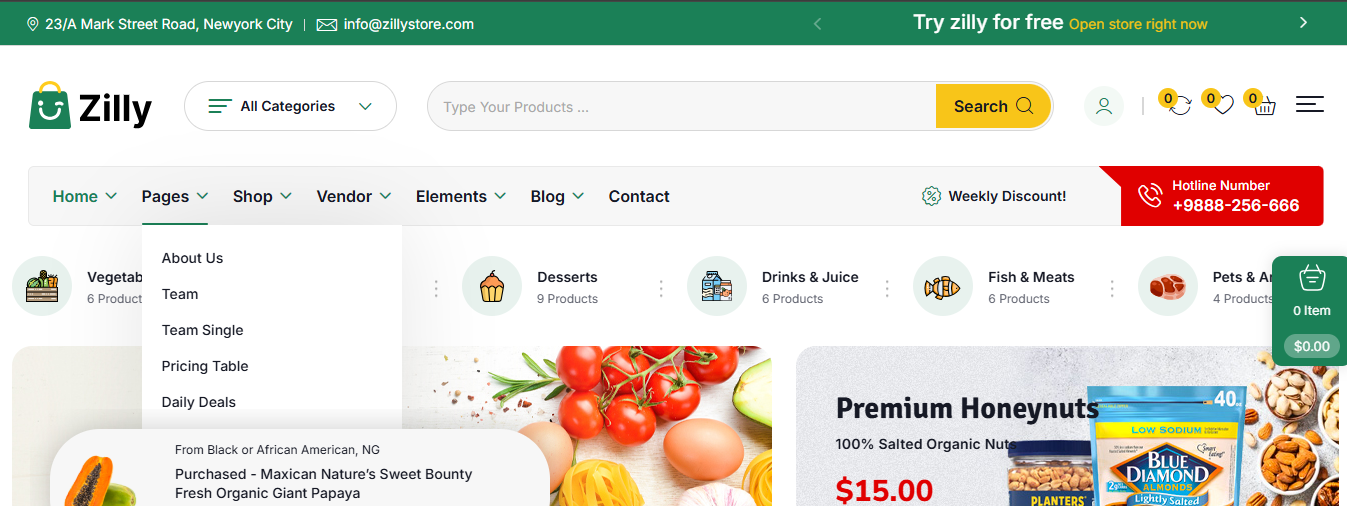 23/A Mark Street Road, Newyork City
info@zillystore.com
Try zilly for free Open store right now
Zilly
All Categories
Type Your Products ...
Search
0
0
0
Home
Pages
Shop
Vendor
Elements
Blog
Contact
Weekly Discount!
Hotline Number
+9888-256-666
About Us
Team
Team Single
Pricing Table
Daily Deals
Vegetab
6 Product
Desserts
9 Products
Drinks & Juice
6 Products
Fish & Meats
6 Products
Pets & A
4 Products
0 Item
$0.00
From Black or African American, NG
Purchased - Maxican Nature's Sweet Bounty
Fresh Organic Giant Papaya
Premium Honeynuts
100% Salted Organic Nuts
$15.00
40
LOW SODIUM
Smart
Eating!
BLUE
DIAMOND
ALMONDS
Lightly Salted
PLANTERS